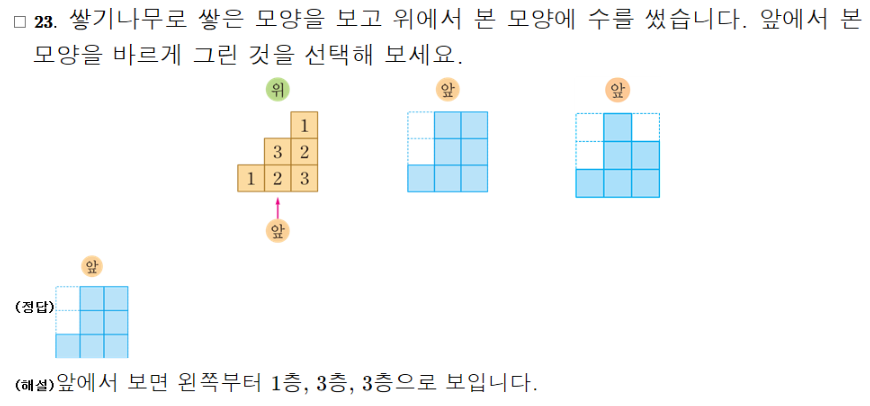 □ 23. 쌓기나무로 쌓은 모양을 보고 위에서 본 모양에 수를 썼습니다. 앞에서 본
모양을 바르게 그린 것을 선택해 보세요.
위 앞 앞
1
3 2
1 2 3
앞
앞
(정답)
(해설)앞에서 보면 왼쪽부터 1층, 3층, 3층으로 보입니다.